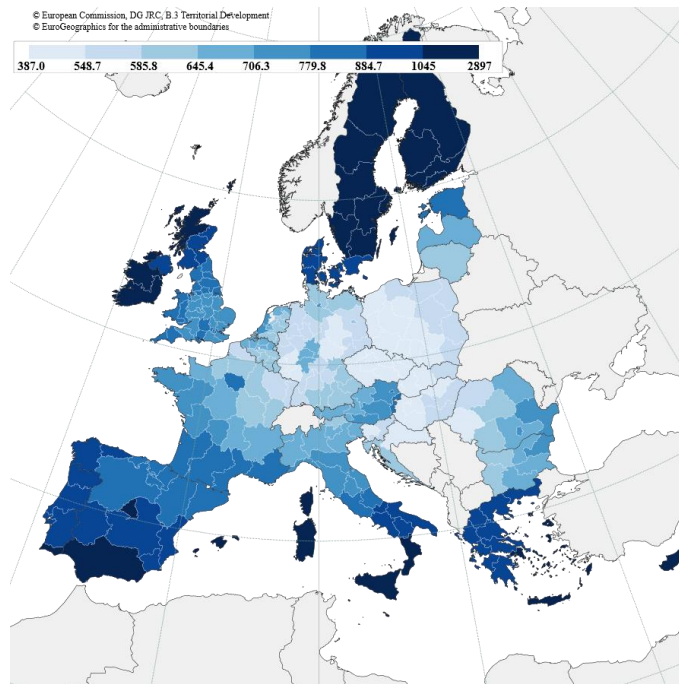 © European Commission, DG JRC, B.3 Territorial Development
© EuroGeographics for the administrative boundaries
387.0 548.7 585.8 645.4 706.3 779.8 884.7 1045 2897